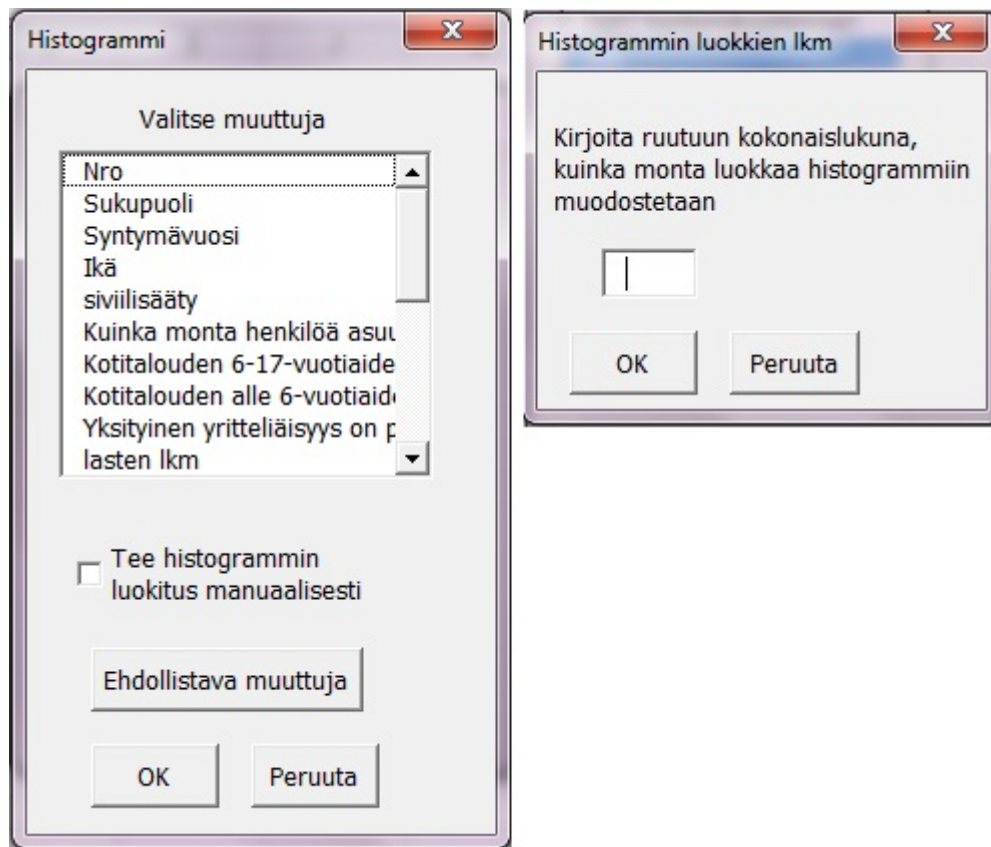 Histogrammi
Valitse muuttuja
Nro
Sukupuoli
Syntymävuosi
Ikä
siviilisääty
Kuinka monta henkilöä asuu
Kotitalouden 6-17-vuotiaide
Kotitalouden alle 6-vuotiaide
Yksityinen yritteliäisyys on p
lasten lkm
Tee histogrammin
luokitus manuaalisesti
Ehdollistava muuttuja
OK Peruuta
Histogrammin luokkien lkm
Kirjoita ruutuun kokonaislukuna,
kuinka monta luokkaa histogrammiin
muodostetaan
OK Peruuta